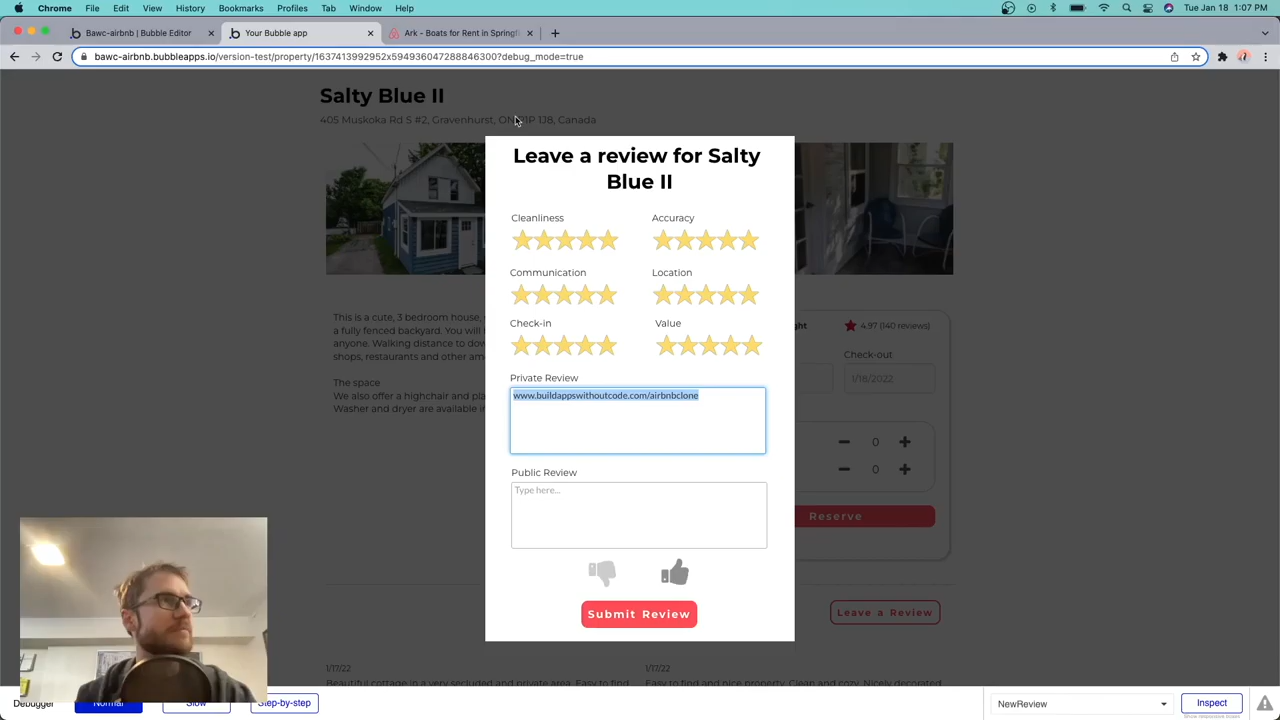 Chrome File Edit View History Bookmarks Profiles Tab Window Help
Tue Jan 18 1:07 PM
Bawc-airbnb | Bubble Editor
Your Bubble app
Ark - Boats for Rent in Springf
bawc-airbnb.bubbleapps.io/version-test/property/1637413992952x594936047288846300?debug_mode=true
Salty Blue II
405 Muskoka Rd S #2, Gravenhurst, ON P1P 1J8, Canada
Leave a review for Salty
Blue II
Cleanliness
Accuracy
Communication
Location
Check-in
Value
Private Review
www.buildappswithoutcode.com/airbnbclone
Public Review
Type here...
Submit Review
This is a cute, 3 bedroom house,
a fully fenced backyard. You will
anyone. Walking distance to dow
shops, restaurants and other am
The space
We also offer a highchair and pla
Washer and dryer are available i
ght
4.97 (140 reviews)
Check-out
1/18/2022
0
0
Reserve
Leave a Review
1/17/22
Beautiful cottage in a very secluded and private area. Easy to find
1/17/22
Easy to find and nice property. Clean and cozy. Nicely decorated
Debugger
Normal
Slow
Step-by-step
NewReview
Inspect
Show responsive boxes